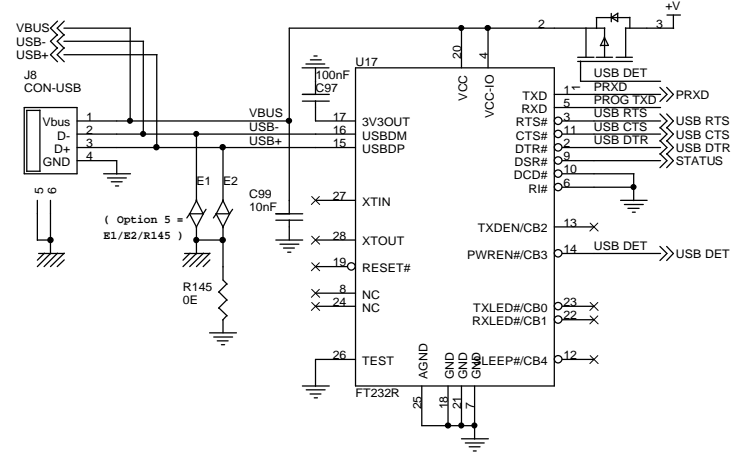 VBUS
USB-
USB+
J8
CON-USB
Vbus 1 VBUS
D- 2 USB-
D+ 3 USB+
GND 4
5 6
E1 E2
( Option 5 =
E1/E2/R145 )
R145
0E
C99
10nF
100nF
C97
U17
2 3 +V
20 4
VCC VCC-IO
USB DET
TXD 1 1 PRXD PRXD
RXD 5 PROG TXD
RTS# 3 USB RTS USB RTS
CTS# 11 USB CTS USB CTS
DTR# 2 USB DTR USB DTR
DSR# 9 STATUS
DCD# 10
RI# 6
17 3V3OUT
16 USBDM
15 USBDP
27 XTIN
28 XTOUT
19 RESET#
8 NC
24 NC
26 TEST
TXDEN/CB2 13
PWREN#/CB3 14 USB DET USB DET
TXLED#/CB0 23
RXLED#/CB1 22
SLEEP#/CB4 12
AGND GND GND GND
25 18 21 7
FT232R